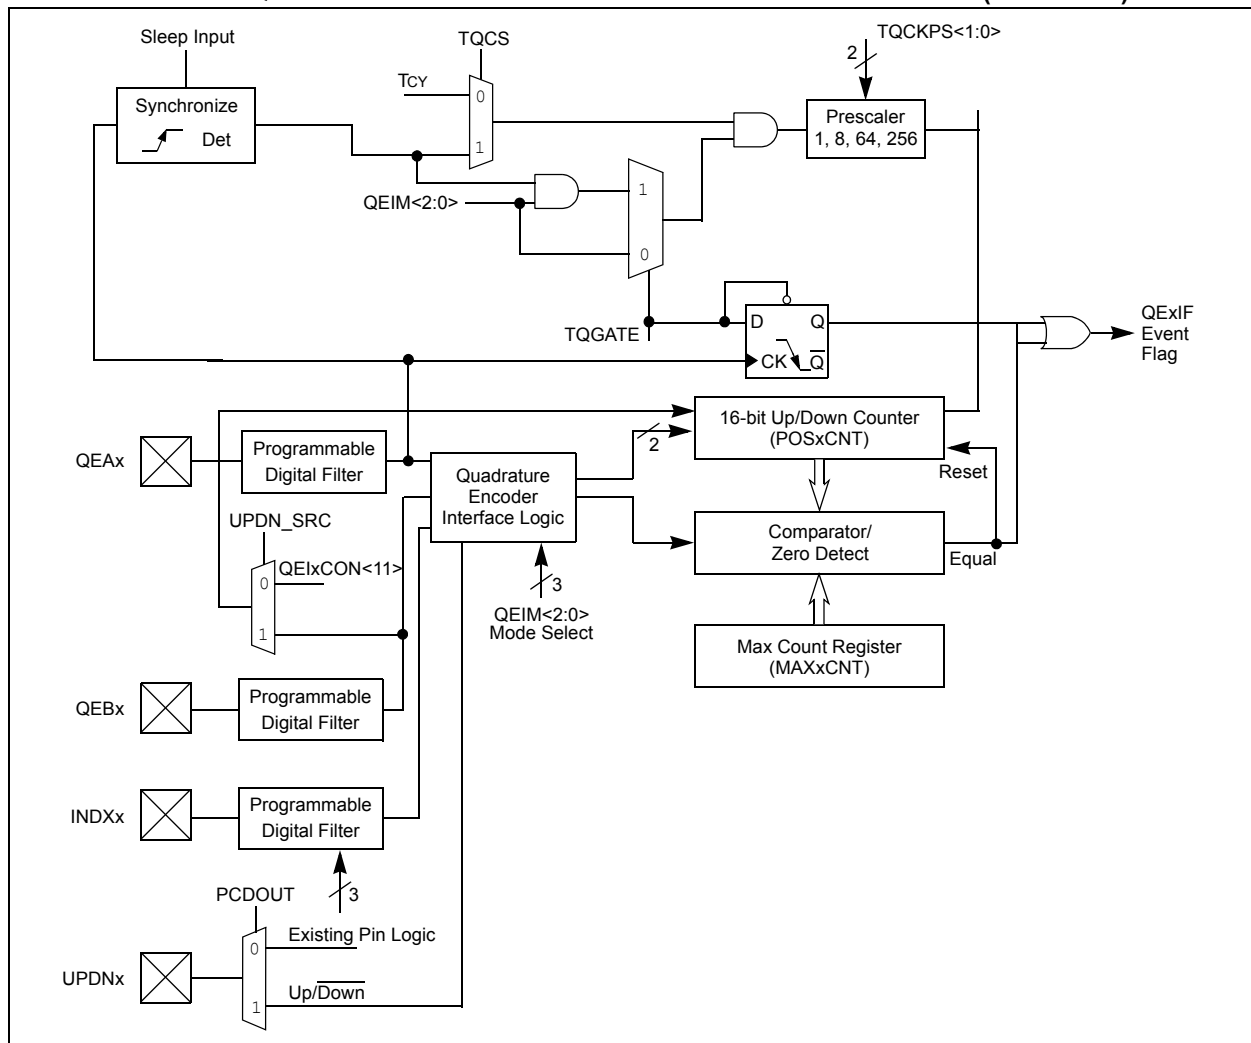 Sleep Input
TQCS
TQCKPS<1:0>
2
TCY
0
1
Synchronize
Det
Prescaler
1, 8, 64, 256
QEIM<2:0>
1
0
TQGATE
D
Q
CK
Q
QExIF
Event
Flag
QEAx
Programmable
Digital Filter
Quadrature
Encoder
Interface Logic
2
16-bit Up/Down Counter
(POSxCNT)
Reset
Comparator/
Zero Detect
Equal
UPDN_SRC
0
QEIxCON<11>
1
3
QEIM<2:0>
Mode Select
Max Count Register
(MAXxCNT)
QEBx
Programmable
Digital Filter
INDXx
Programmable
Digital Filter
3
PCDOUT
0
Existing Pin Logic
UPDNx
1
Up/Down